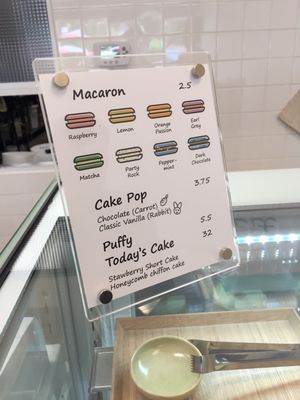 Macaron 2.5
Raspberry Lemon Orange Passion Earl Grey
Matcha Party Rock Pepper-mint Dark Chocolate
Cake Pop 3.75
Chocolate (Carrot)
Classic Vanilla (Rabbit)
Puffy 5.5
Today's Cake 32
Stawberry Short Cake
Honeycomb chiffon cake